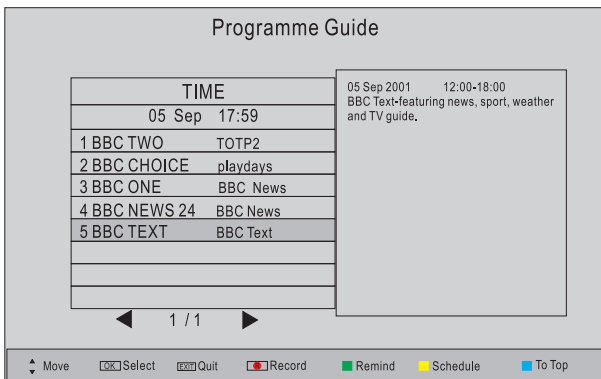 Programme Guide
TIME
05 Sep 17:59
1 BBC TWO TOTP2
2 BBC CHOICE playdays
3 BBC ONE BBC News
4 BBC NEWS 24 BBC News
5 BBC TEXT BBC Text
1 / 1
05 Sep 2001 12:00-18:00
BBC Text-featuring news, sport, weather
and TV guide.
Move OK Select EXIT Quit Record Remind Schedule To Top